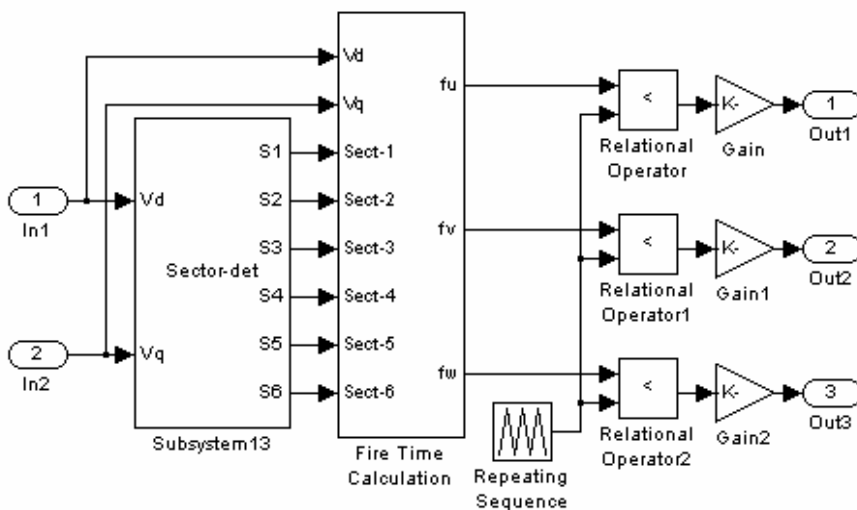 1
In1
2
In2
Vd
Sector-det
Vq
S1
S2
S3
S4
S5
S6
Subsystem13
Vd
Vq
Sect-1
Sect-2
Sect-3
Sect-4
Sect-5
Sect-6
fu
fv
fw
Fire Time
Calculation
Repeating
Sequence
<
Relational
Operator
K-
Gain
1
Out1
<
Relational
Operator1
K-
Gain1
2
Out2
<
Relational
Operator2
K-
Gain2
3
Out3